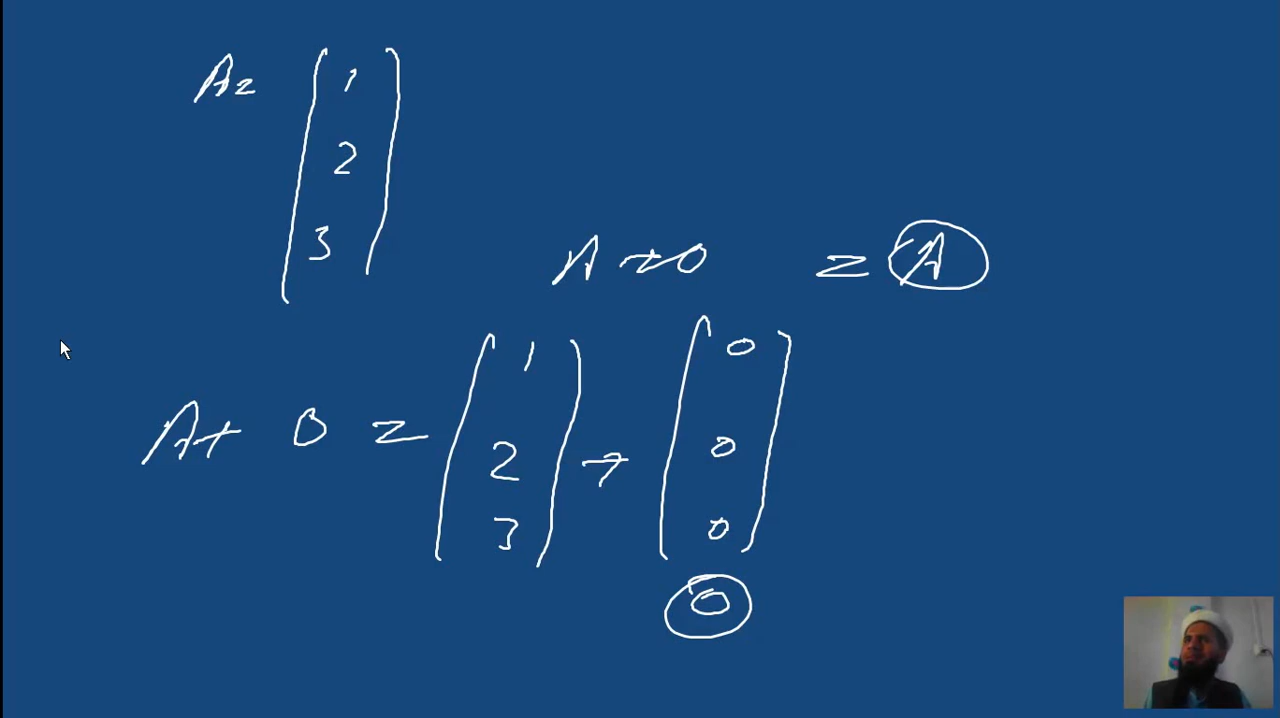 A = ( 1
2
3 )
A + 0 = A
A + 0 = ( 1 2 3 ) + ( 0 0 0 )
0